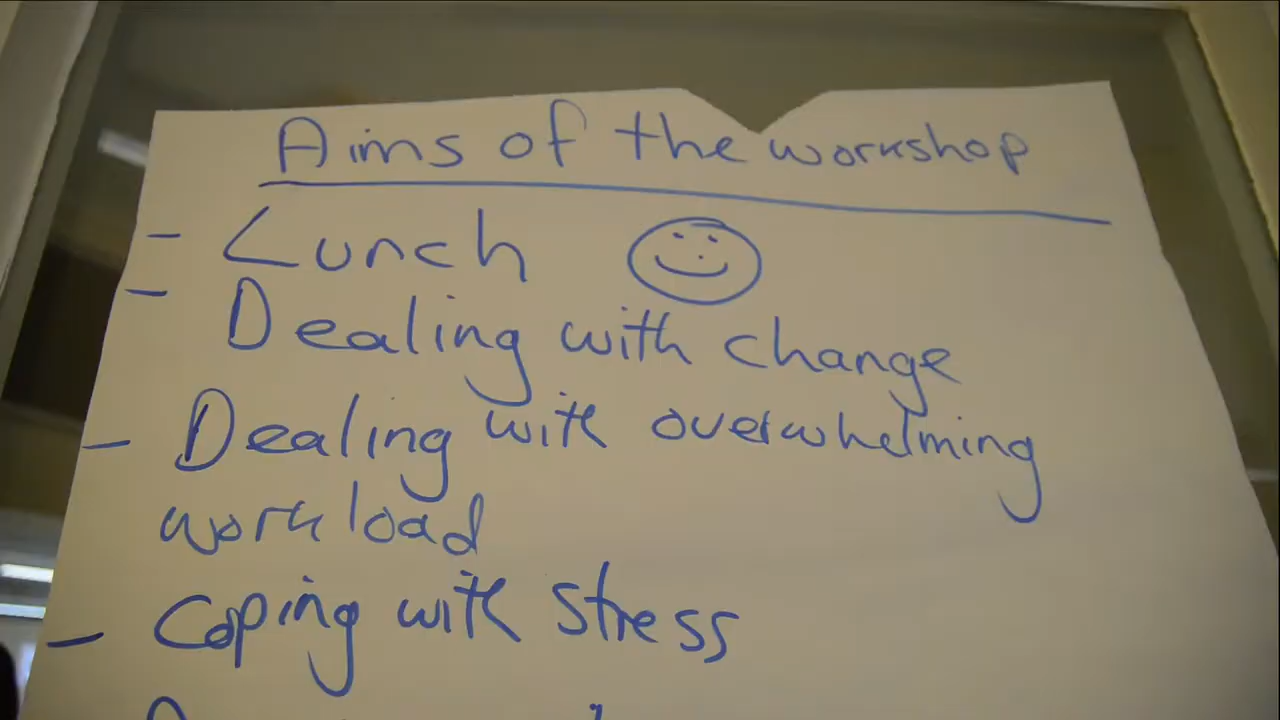 Aims of the workshop
- Lunch
- Dealing with change
- Dealing with overwhelming
workload
- Coping with stress